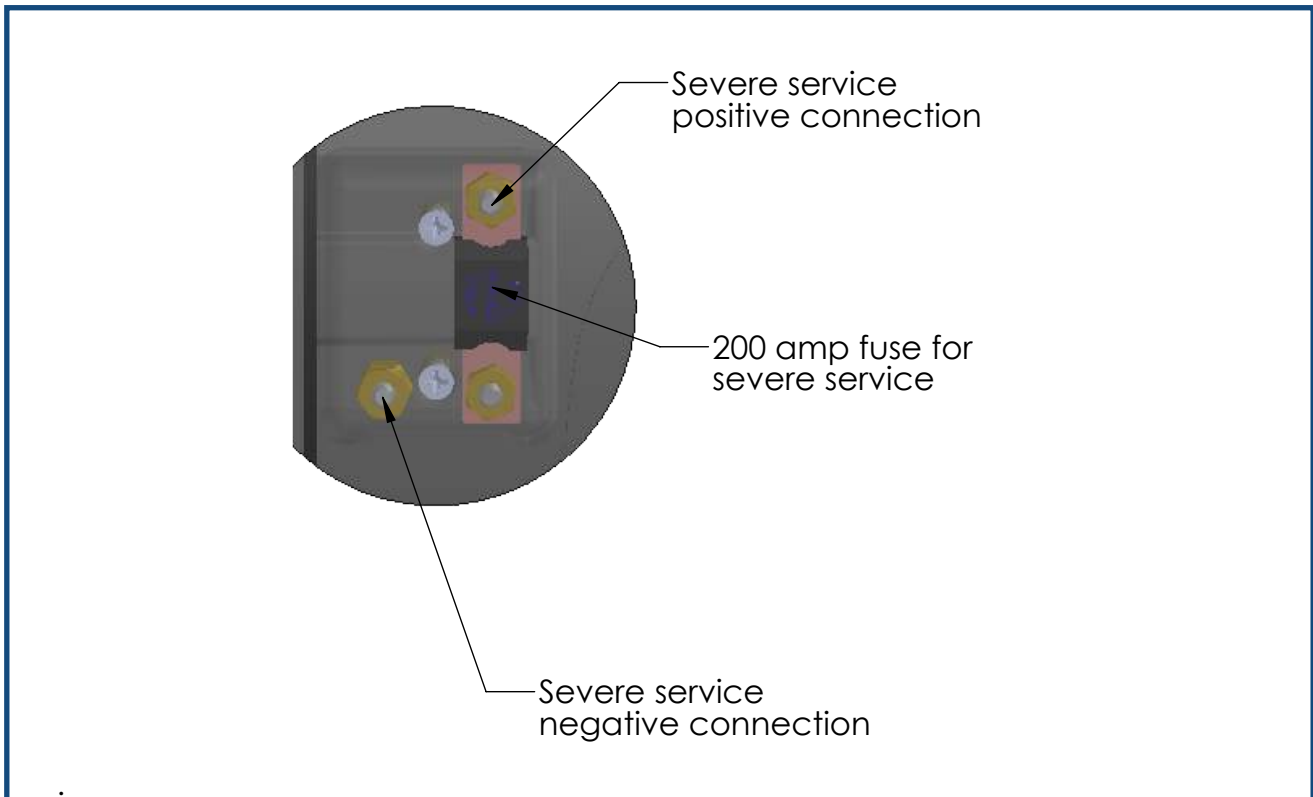 Severe service
positive connection
200 amp fuse for
severe service
Severe service
negative connection